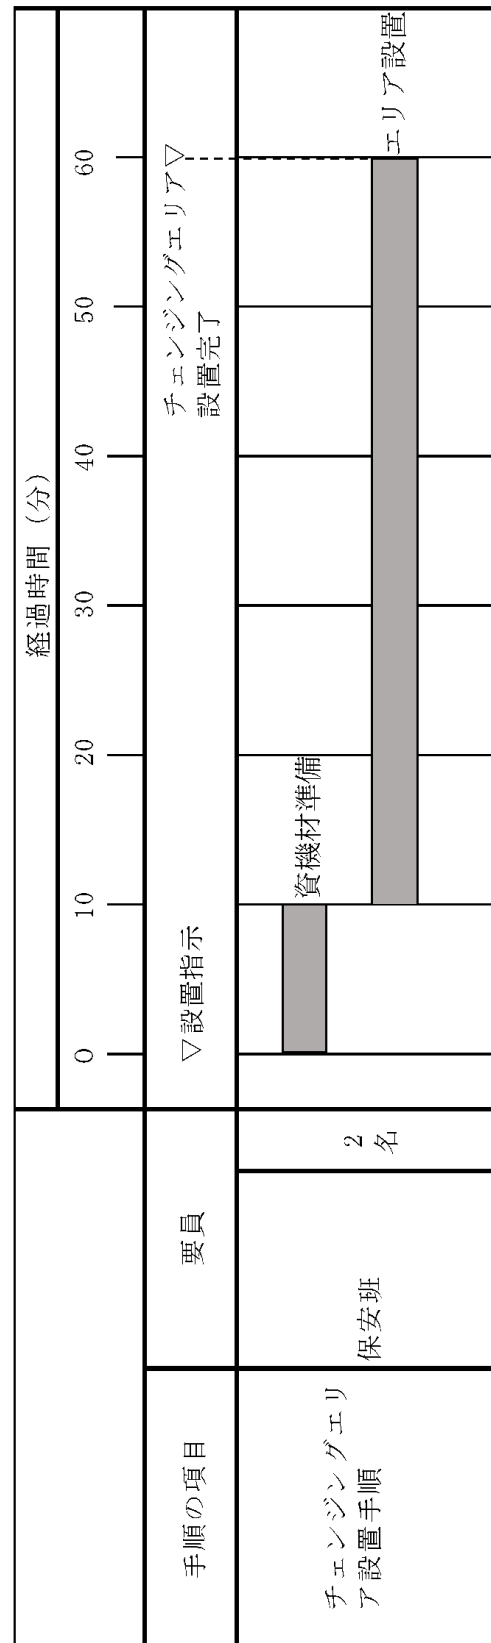 経過時間 (分)
0 10 20 30 40 50 60
手順の項目
要員
▽設置指示
チェンジングエリア▽
設置完了
チェンジングエリ
ア設置手順
保安班
2
名
資機材準備
エリア設置